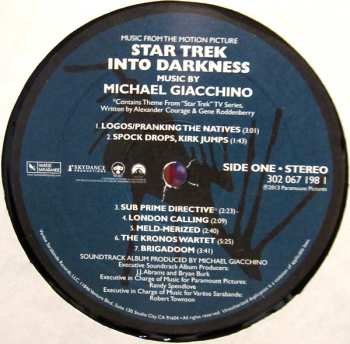 MUSIC FROM THE MOTION PICTURE
STAR TREK
INTO DARKNESS
MUSIC BY
MICHAEL GIACCHINO
"Contains Theme From "Star Trek" TV Series,
Written by Alexander Courage & Gene Roddenberry
1. LOGOS/PRANKING THE NATIVES (3:01)
2. SPOCK DROPS, KIRK JUMPS (1:43)
VARÈSE
SARABANDE
SKYDANCE
PRODUCTIONS
SIDE ONE • STEREO
302 067 198 1
℗2013 Paramount Pictures
3. SUB PRIME DIRECTIVE (2:23)
4. LONDON CALLING (2:09)
5. MELD-MERIZED (2:40)
6. THE KRONOS WARTET (5:25)
7. BRIGADOOM (3:41)
SOUNDTRACK ALBUM PRODUCED BY MICHAEL GIACCHINO
Executive Soundtrack Album Producers:
J.J. Abrams and Bryan Burk
Executive in Charge of Music for Paramount Pictures:
Randy Spendlove
Executive in Charge of Music for Varèse Sarabande:
Robert Townson